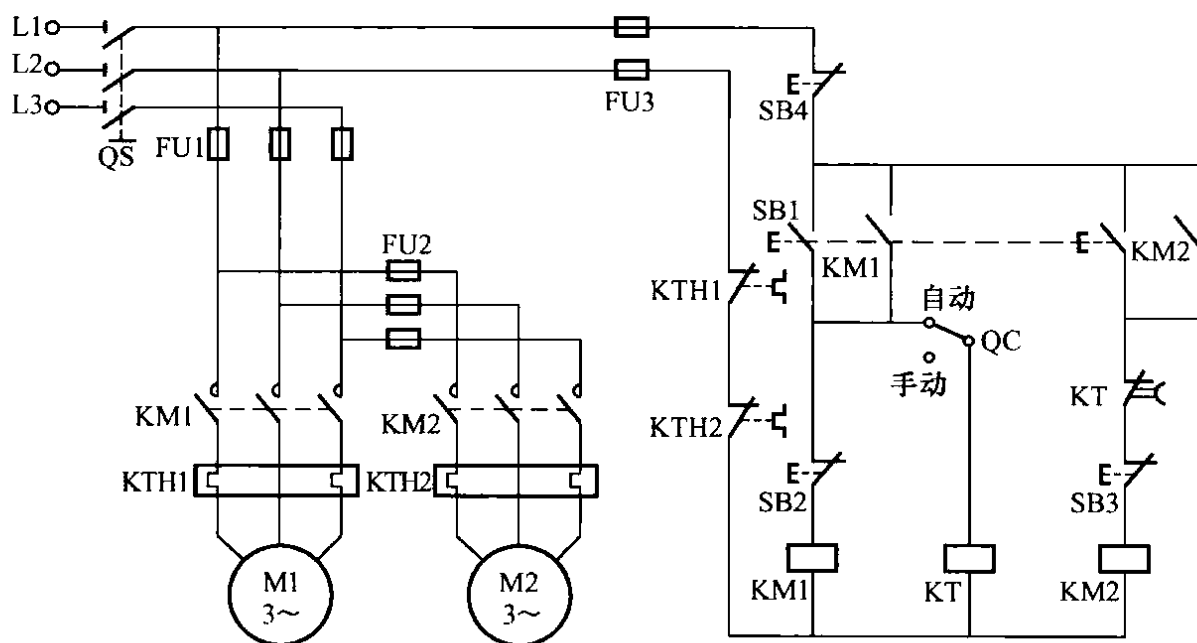 L1
L2
L3
QS
FU1
FU2
FU3
SB4
SB1
KM1
KM2
KTH1
自动
QC
手动
KT
KTH2
KM1
KM2
KTH1
KTH2
SB2
SB3
M1
3～
M2
3～
KM1
KT
KM2